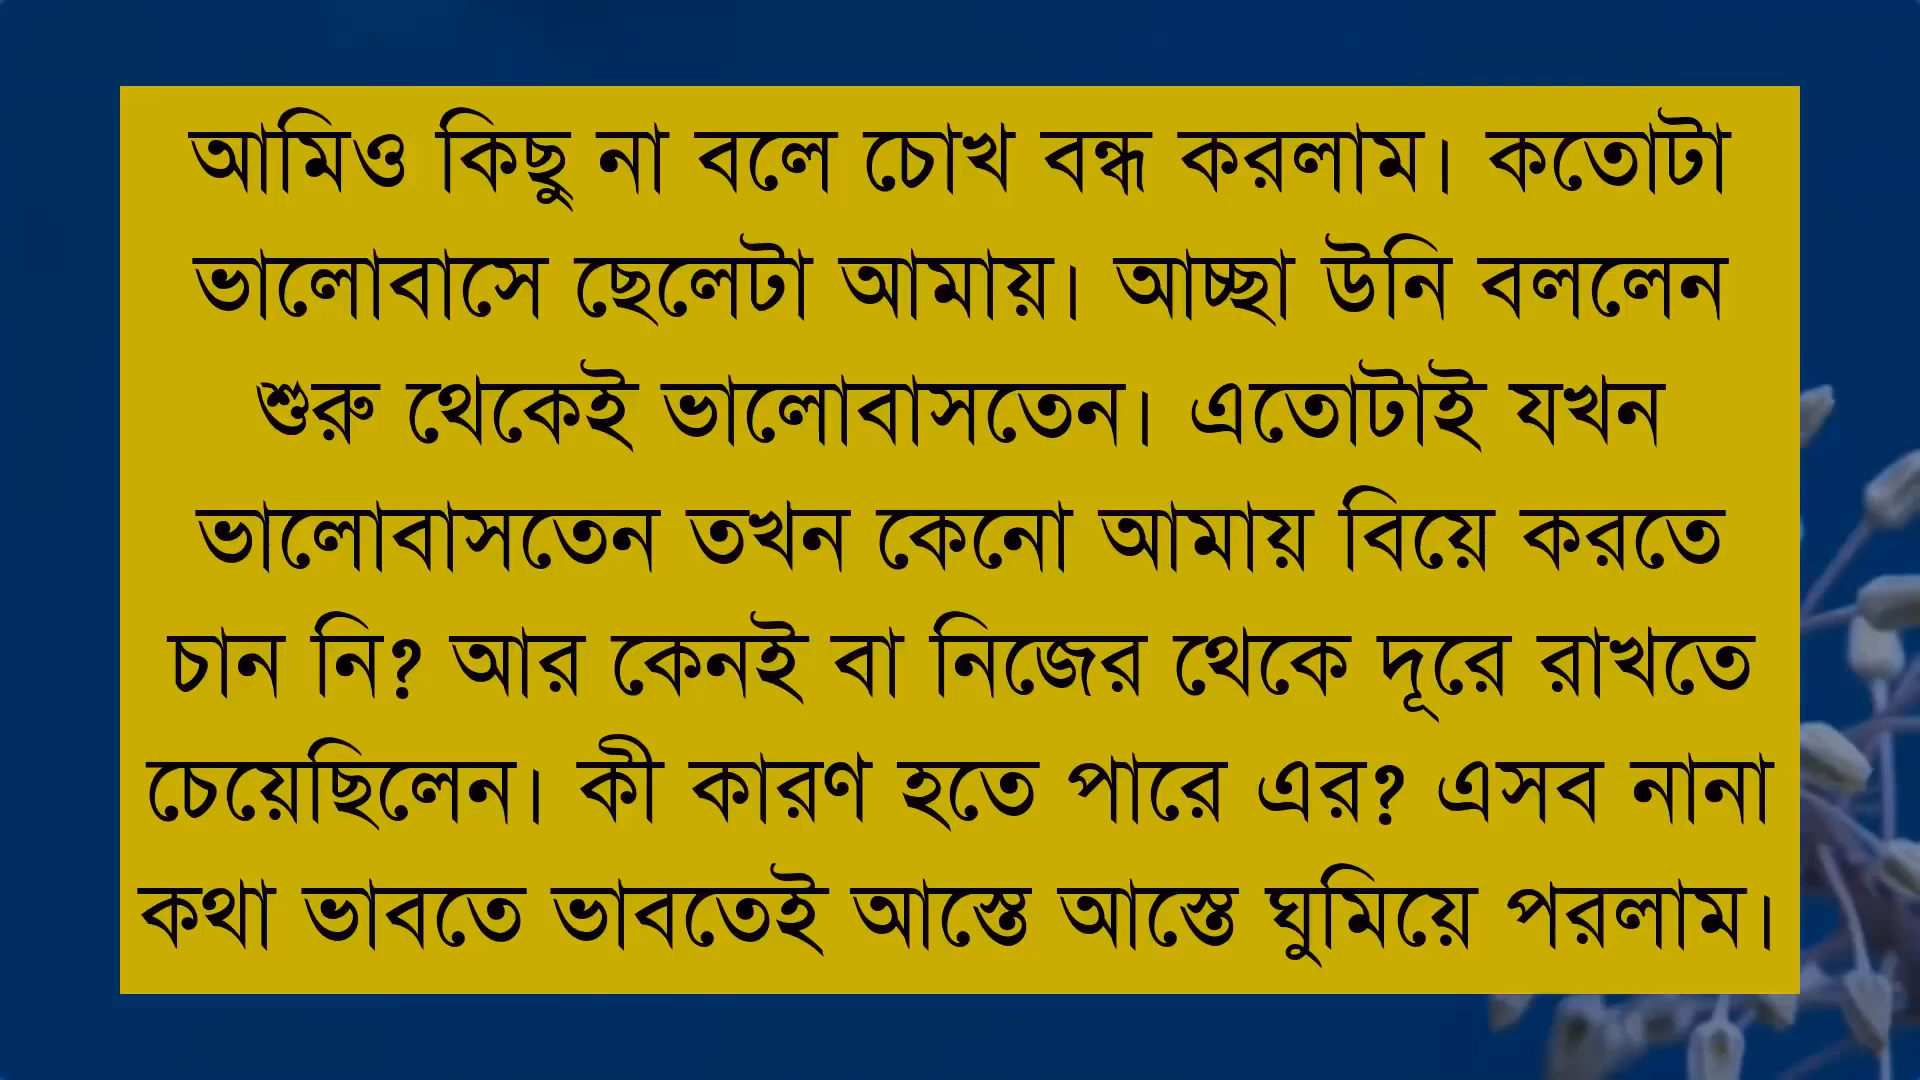 আমিও কিছু না বলে চোখ বন্ধ করলাম। কতোটা
ভালোবাসে ছেলেটা আমায়। আচ্ছা উনি বললেন
শুরু থেকেই ভালোবাসতেন। এতোটাই যখন
ভালোবাসতেন তখন কেনো আমায় বিয়ে করতে
চান নি? আর কেনই বা নিজের থেকে দূরে রাখতে
চেয়েছিলেন। কী কারণ হতে পারে এর? এসব নানা
কথা ভাবতে ভাবতেই আস্তে আস্তে ঘুমিয়ে পরলাম।